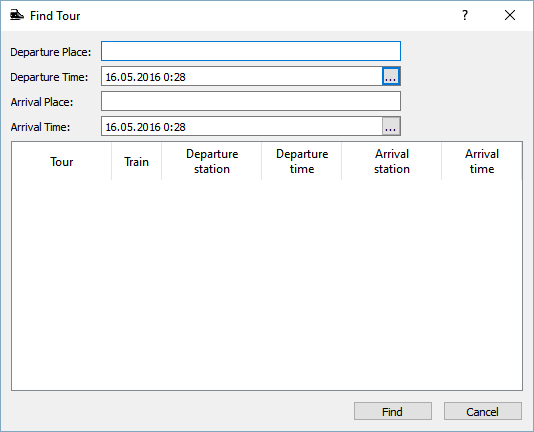 Find Tour ?
Departure Place:
Departure Time: 16.05.2016 0:28 ...
Arrival Place:
Arrival Time: 16.05.2016 0:28 ...
Tour Train Departure station Departure time Arrival station Arrival time
Find Cancel